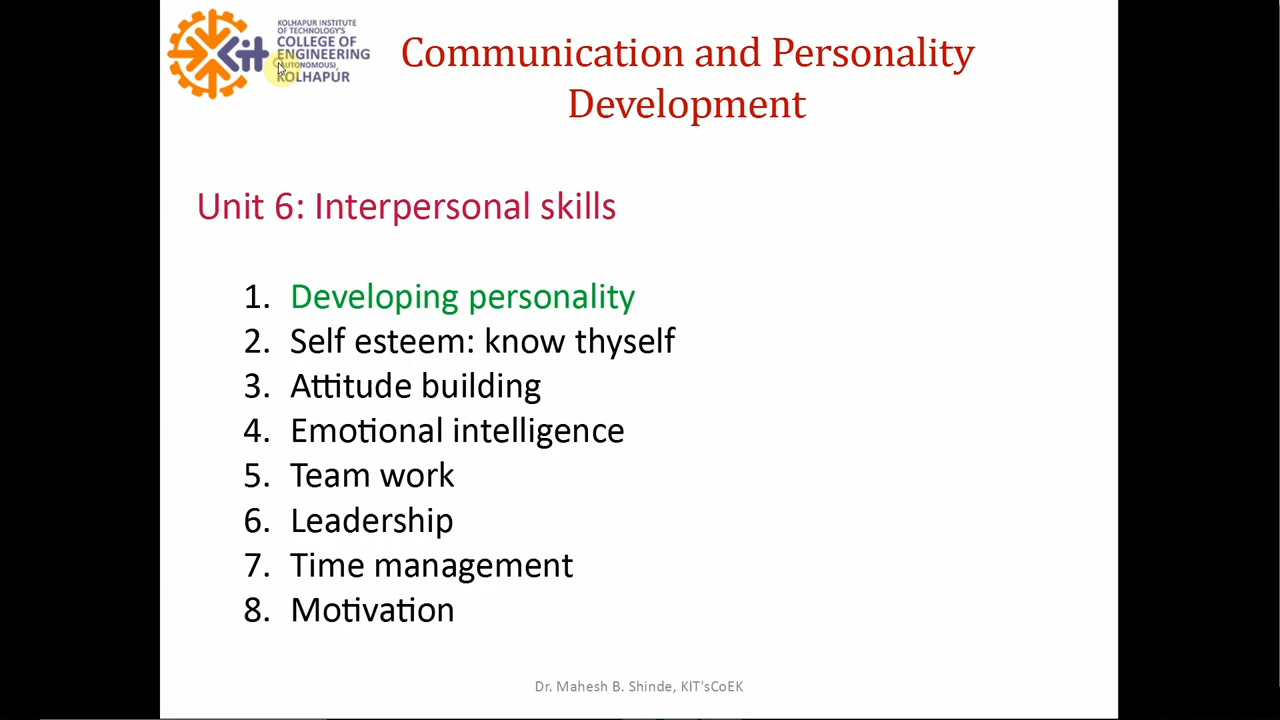 KOLHAPUR INSTITUTE
OF TECHNOLOGY'S
COLLEGE OF
ENGINEERING
(AUTONOMOUS),
KOLHAPUR
Kit
Communication and Personality
Development
Unit 6: Interpersonal skills
1. Developing personality
2. Self esteem: know thyself
3. Attitude building
4. Emotional intelligence
5. Team work
6. Leadership
7. Time management
8. Motivation
Dr. Mahesh B. Shinde, KIT'sCoEK